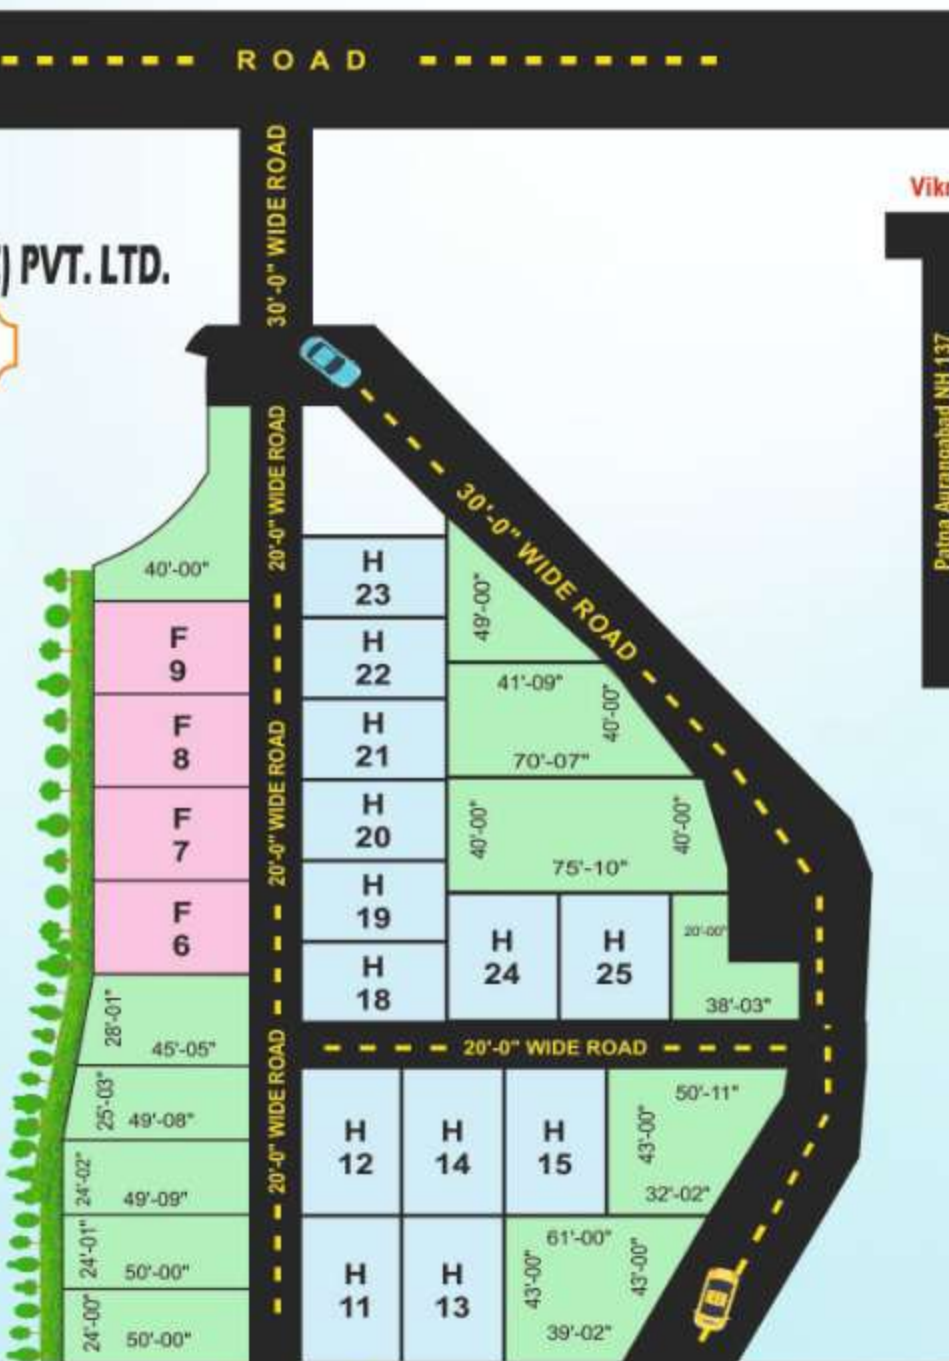 ROAD
30'-0" WIDE ROAD
) PVT. LTD.
Patna Aurangabad NH 137
20'-0" WIDE ROAD
30'-0" WIDE ROAD
40'-00"
H
23
49'-00"
F
9
H
22
41'-09"
40'-00"
70'-07"
F
8
H
21
20'-0" WIDE ROAD
F
7
H
20
40'-00"
40'-00"
75'-10"
F
6
H
19
H
18
H
24
H
25
20'-00"
38'-03"
28'-01"
45'-05"
20'-0" WIDE ROAD
20'-0" WIDE ROAD
25'-03"
49'-08"
H
12
H
14
H
15
50'-11"
43'-00"
32'-02"
24'-02"
49'-09"
24'-01"
50'-00"
H
11
H
13
61'-00"
43'-00"
43'-00"
39'-02"
24'-00"
50'-00"